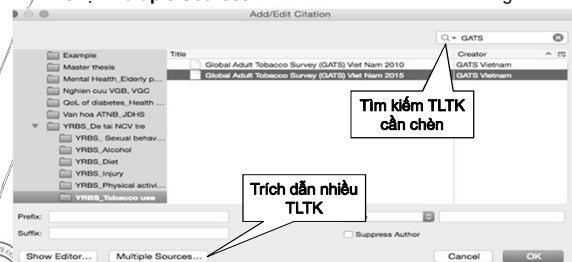 Add/Edit Citation
GATS
Example
Master thesis
Mental Health_Elderly p...
Nghien cuu VGB, VGC
QoL of diabetes_Health ...
Van hoa ATNB_JDHS
YRBS_De tai NCV tre
YRBS_ Sexual behav...
YRBS_Alcohol
YRBS_Diet
YRBS_Injury
YRBS_Physical activi...
YRBS_Tobacco use
Title
Creator
Global Adult Tobacco Survey (GATS) Viet Nam 2010
GATS Vietnam
Global Adult Tobacco Survey (GATS) Viet Nam 2015
GATS Vietnam
Tìm kiếm TLTK
cần chèn
Trích dẫn nhiều
TLTK
Prefix:
Suffix:
Suppress Author
Show Editor...
Multiple Sources...
Cancel
OK